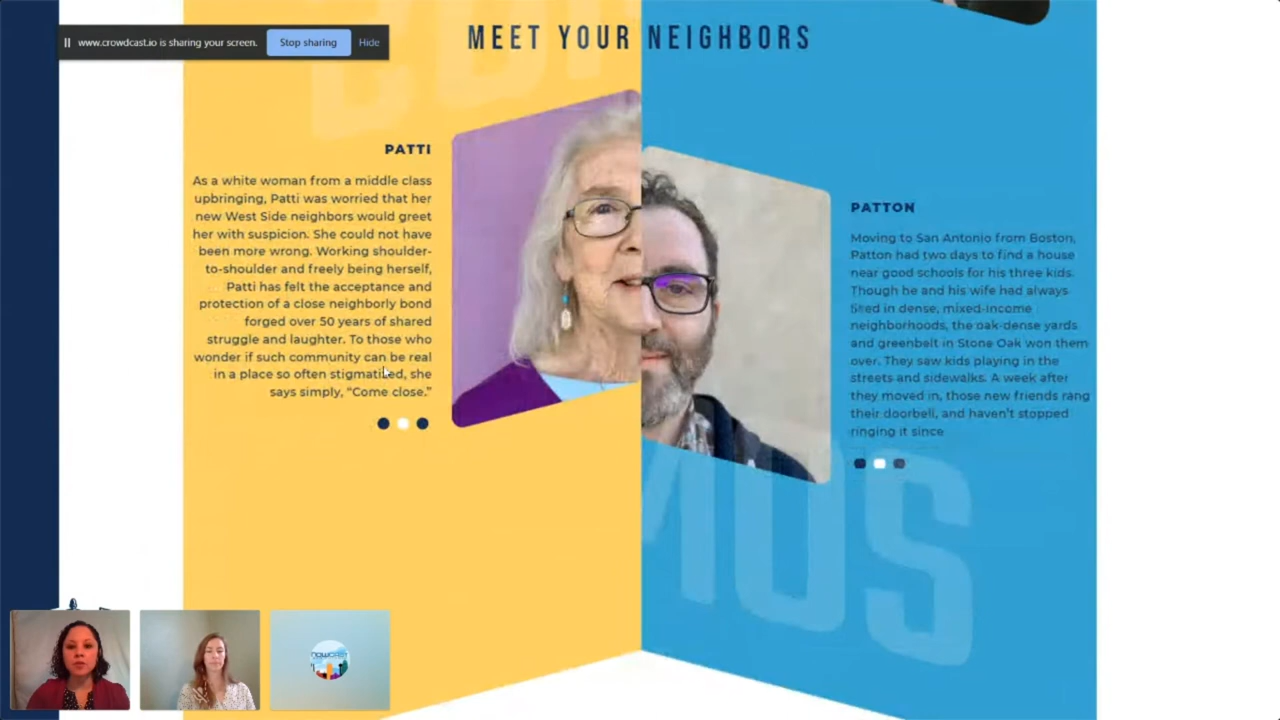 www.crowdcast.io is sharing your screen.
Stop sharing
Hide
MEET YOUR NEIGHBORS
PATTI
As a white woman from a middle class
upbringing, Patti was worried that her
new West Side neighbors would greet
her with suspicion. She could not have
been more wrong. Working shoulder-
to-shoulder and freely being herself,
Patti has felt the acceptance and
protection of a close neighborly bond
forged over 50 years of shared
struggle and laughter. To those who
wonder if such community can be real
in a place so often stigmatized, she
says simply, “Come close.”
PATTON
Moving to San Antonio from Boston,
Patton had two days to find a house
near good schools for his three kids.
Though he and his wife had always
lived in dense, mixed-income
neighborhoods, the oak-dense yards
and greenbelt in Stone Oak won them
over. They saw kids playing in the
streets and sidewalks. A week after
they moved in, those new friends rang
their doorbell, and haven’t stopped
ringing it since
MOS
NOWCAST